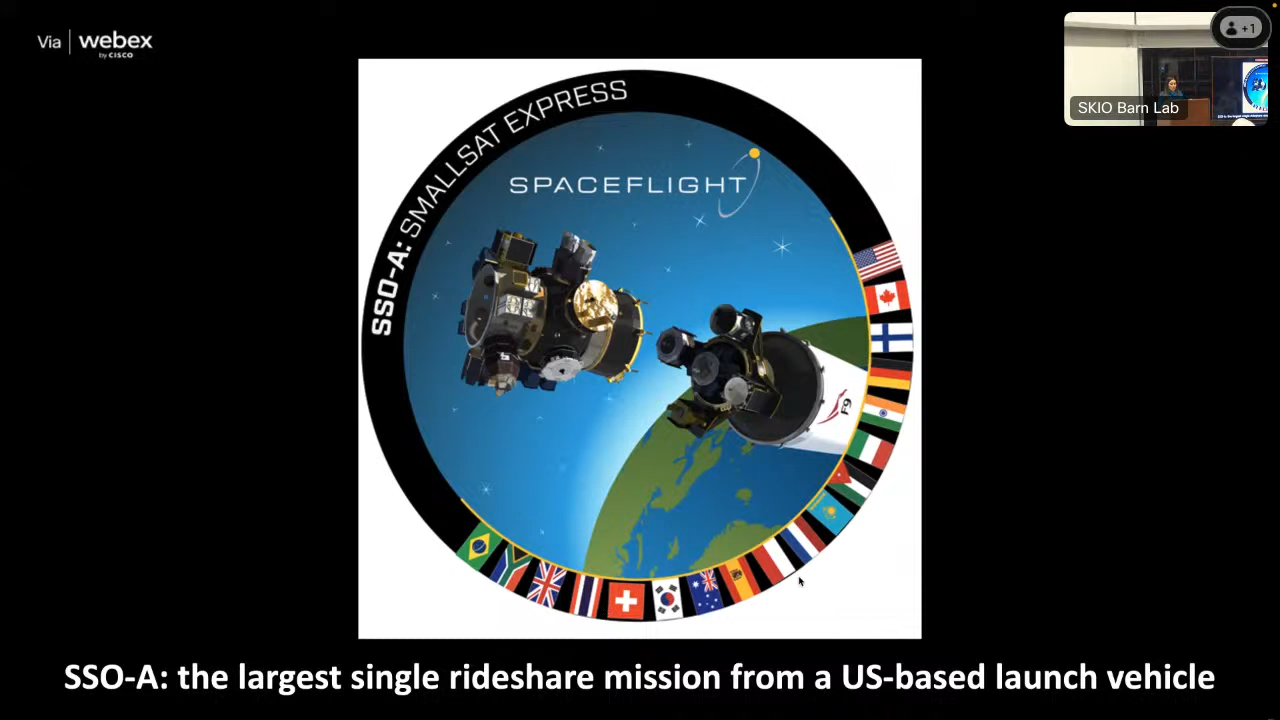 Via | webex
by CISCO
+1
SKIO Barn Lab
SSO-A: SMALLSAT EXPRESS
SPACEFLIGHT
F9
SSO-A: the largest single rideshare mission from a US-based launch vehicle